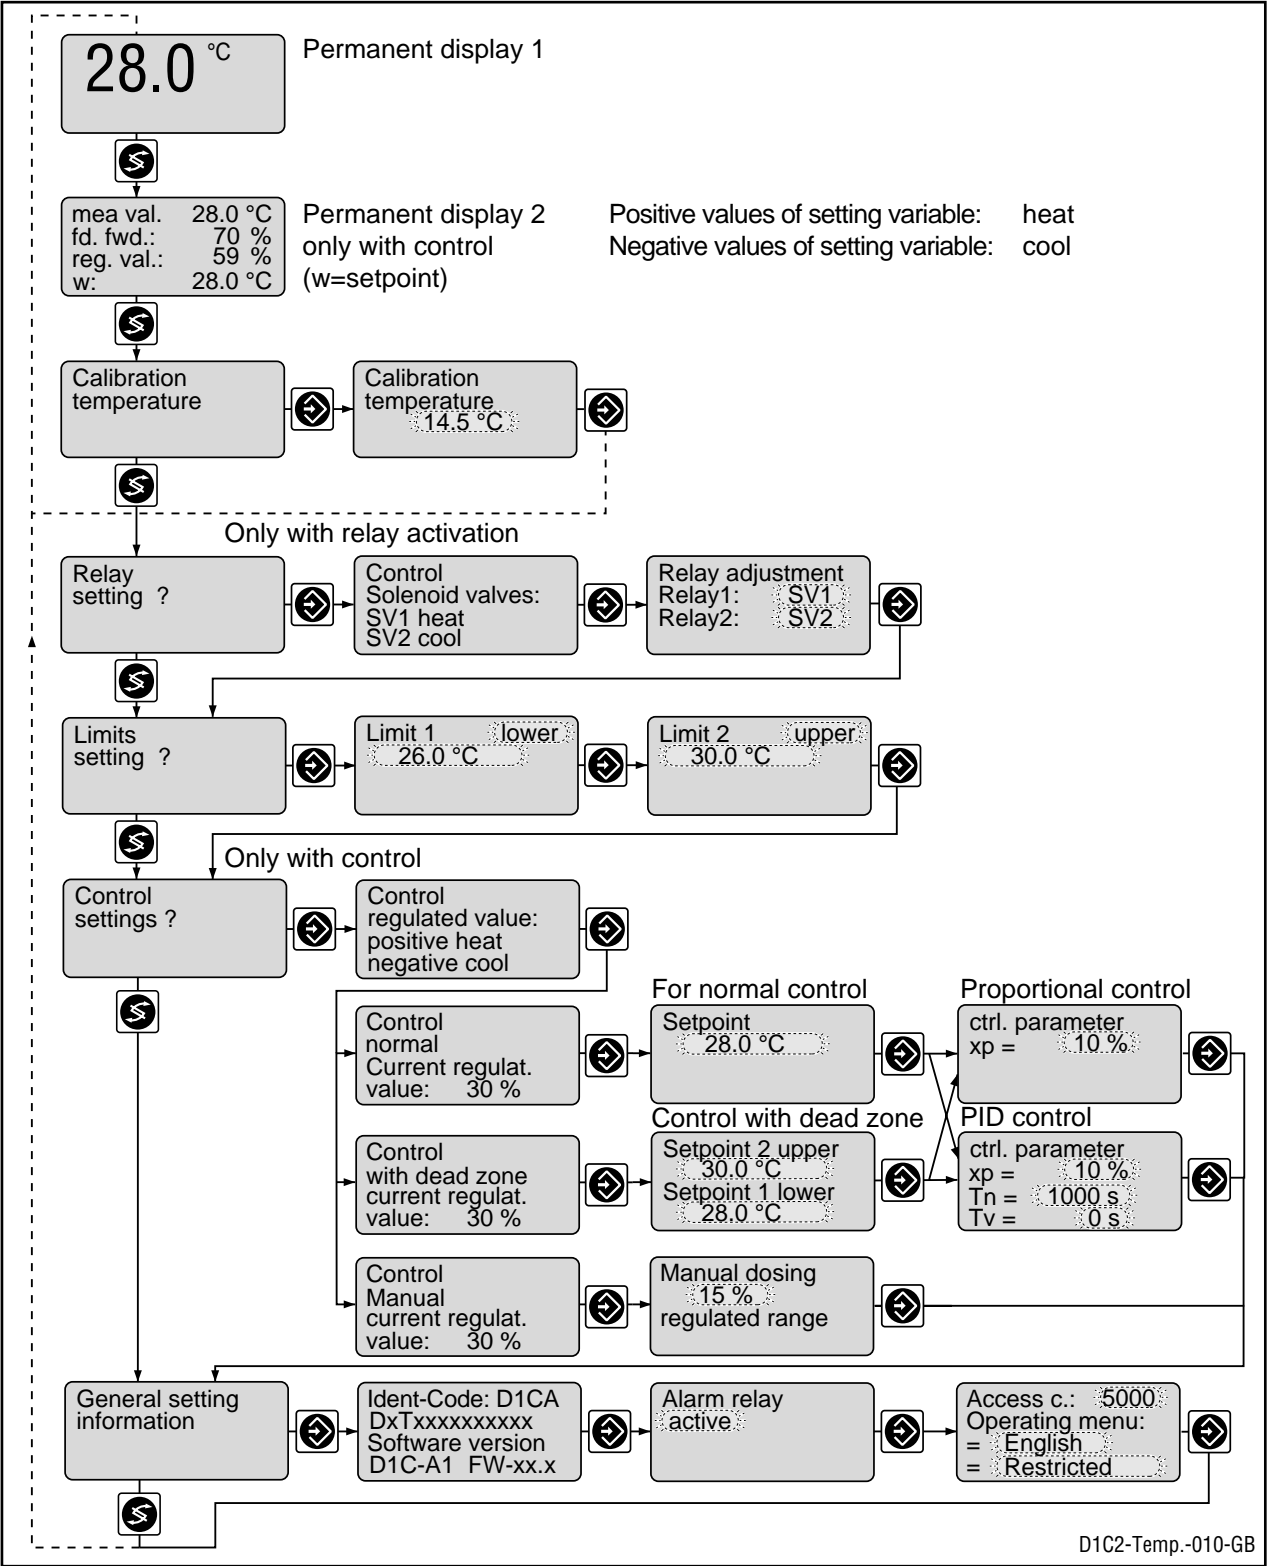 28.0 °C
Permanent display 1
mea val. 28.0 °C
fd. fwd.: 70 %
reg. val.: 59 %
w: 28.0 °C
Permanent display 2
only with control
(w=setpoint)
Positive values of setting variable: heat
Negative values of setting variable: cool
Calibration
temperature
Calibration
temperature
14.5 °C
Only with relay activation
Relay
setting ?
Control
Solenoid valves:
SV1 heat
SV2 cool
Relay adjustment
Relay1: SV1
Relay2: SV2
Limits
setting ?
Limit 1 lower
26.0 °C
Limit 2 upper
30.0 °C
Only with control
Control
settings ?
Control
regulated value:
positive heat
negative cool
For normal control
Proportional control
Control
normal
Current regulat.
value: 30 %
Setpoint
28.0 °C
ctrl. parameter
xp = 10 %
Control with dead zone
PID control
Control
with dead zone
current regulat.
value: 30 %
Setpoint 2 upper
30.0 °C
Setpoint 1 lower
28.0 °C
ctrl. parameter
xp = 10 %
Tn = 1000 s
Tv = 0 s
Control
Manual
current regulat.
value: 30 %
Manual dosing
15 %
regulated range
General setting
information
Ident-Code: D1CA
DxTxxxxxxxxxx
Software version
D1C-A1 FW-xx.x
Alarm relay
active
Access c.: 5000
Operating menu:
= English
= Restricted
D1C2-Temp.-010-GB